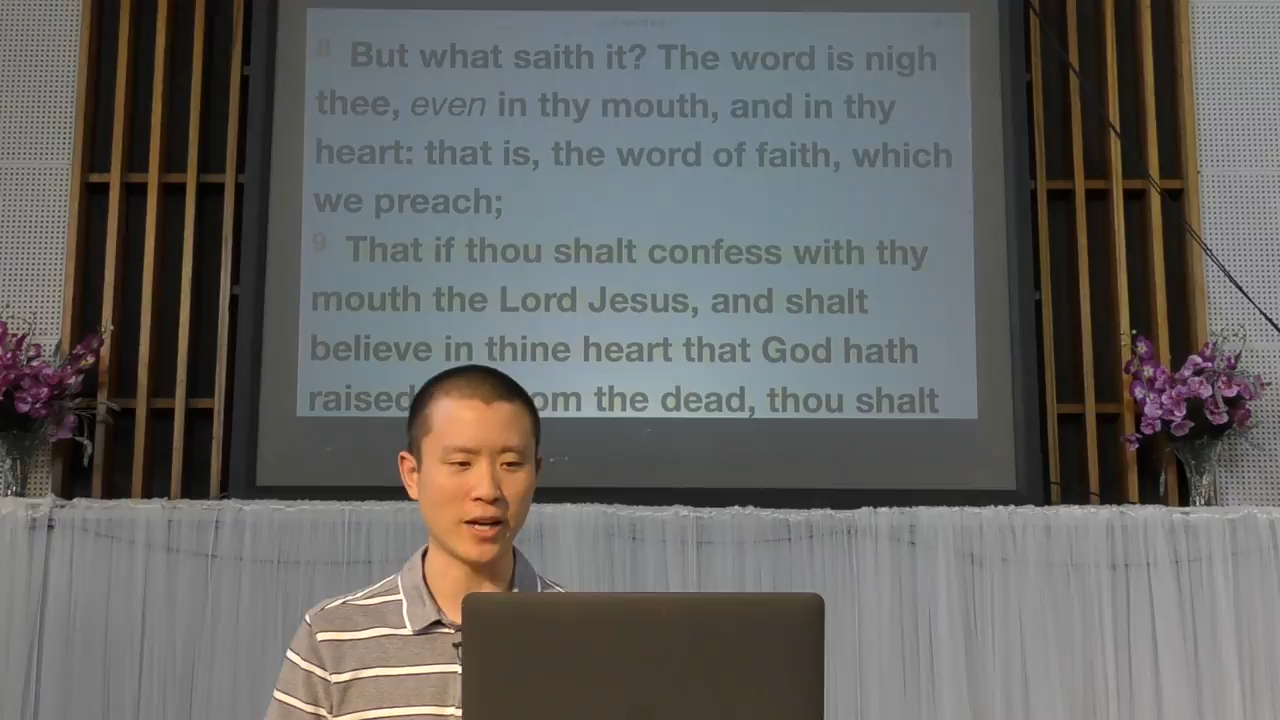 8 But what saith it? The word is nigh
thee, even in thy mouth, and in thy
heart: that is, the word of faith, which
we preach;
9 That if thou shalt confess with thy
mouth the Lord Jesus, and shalt
believe in thine heart that God hath
raised om the dead, thou shalt